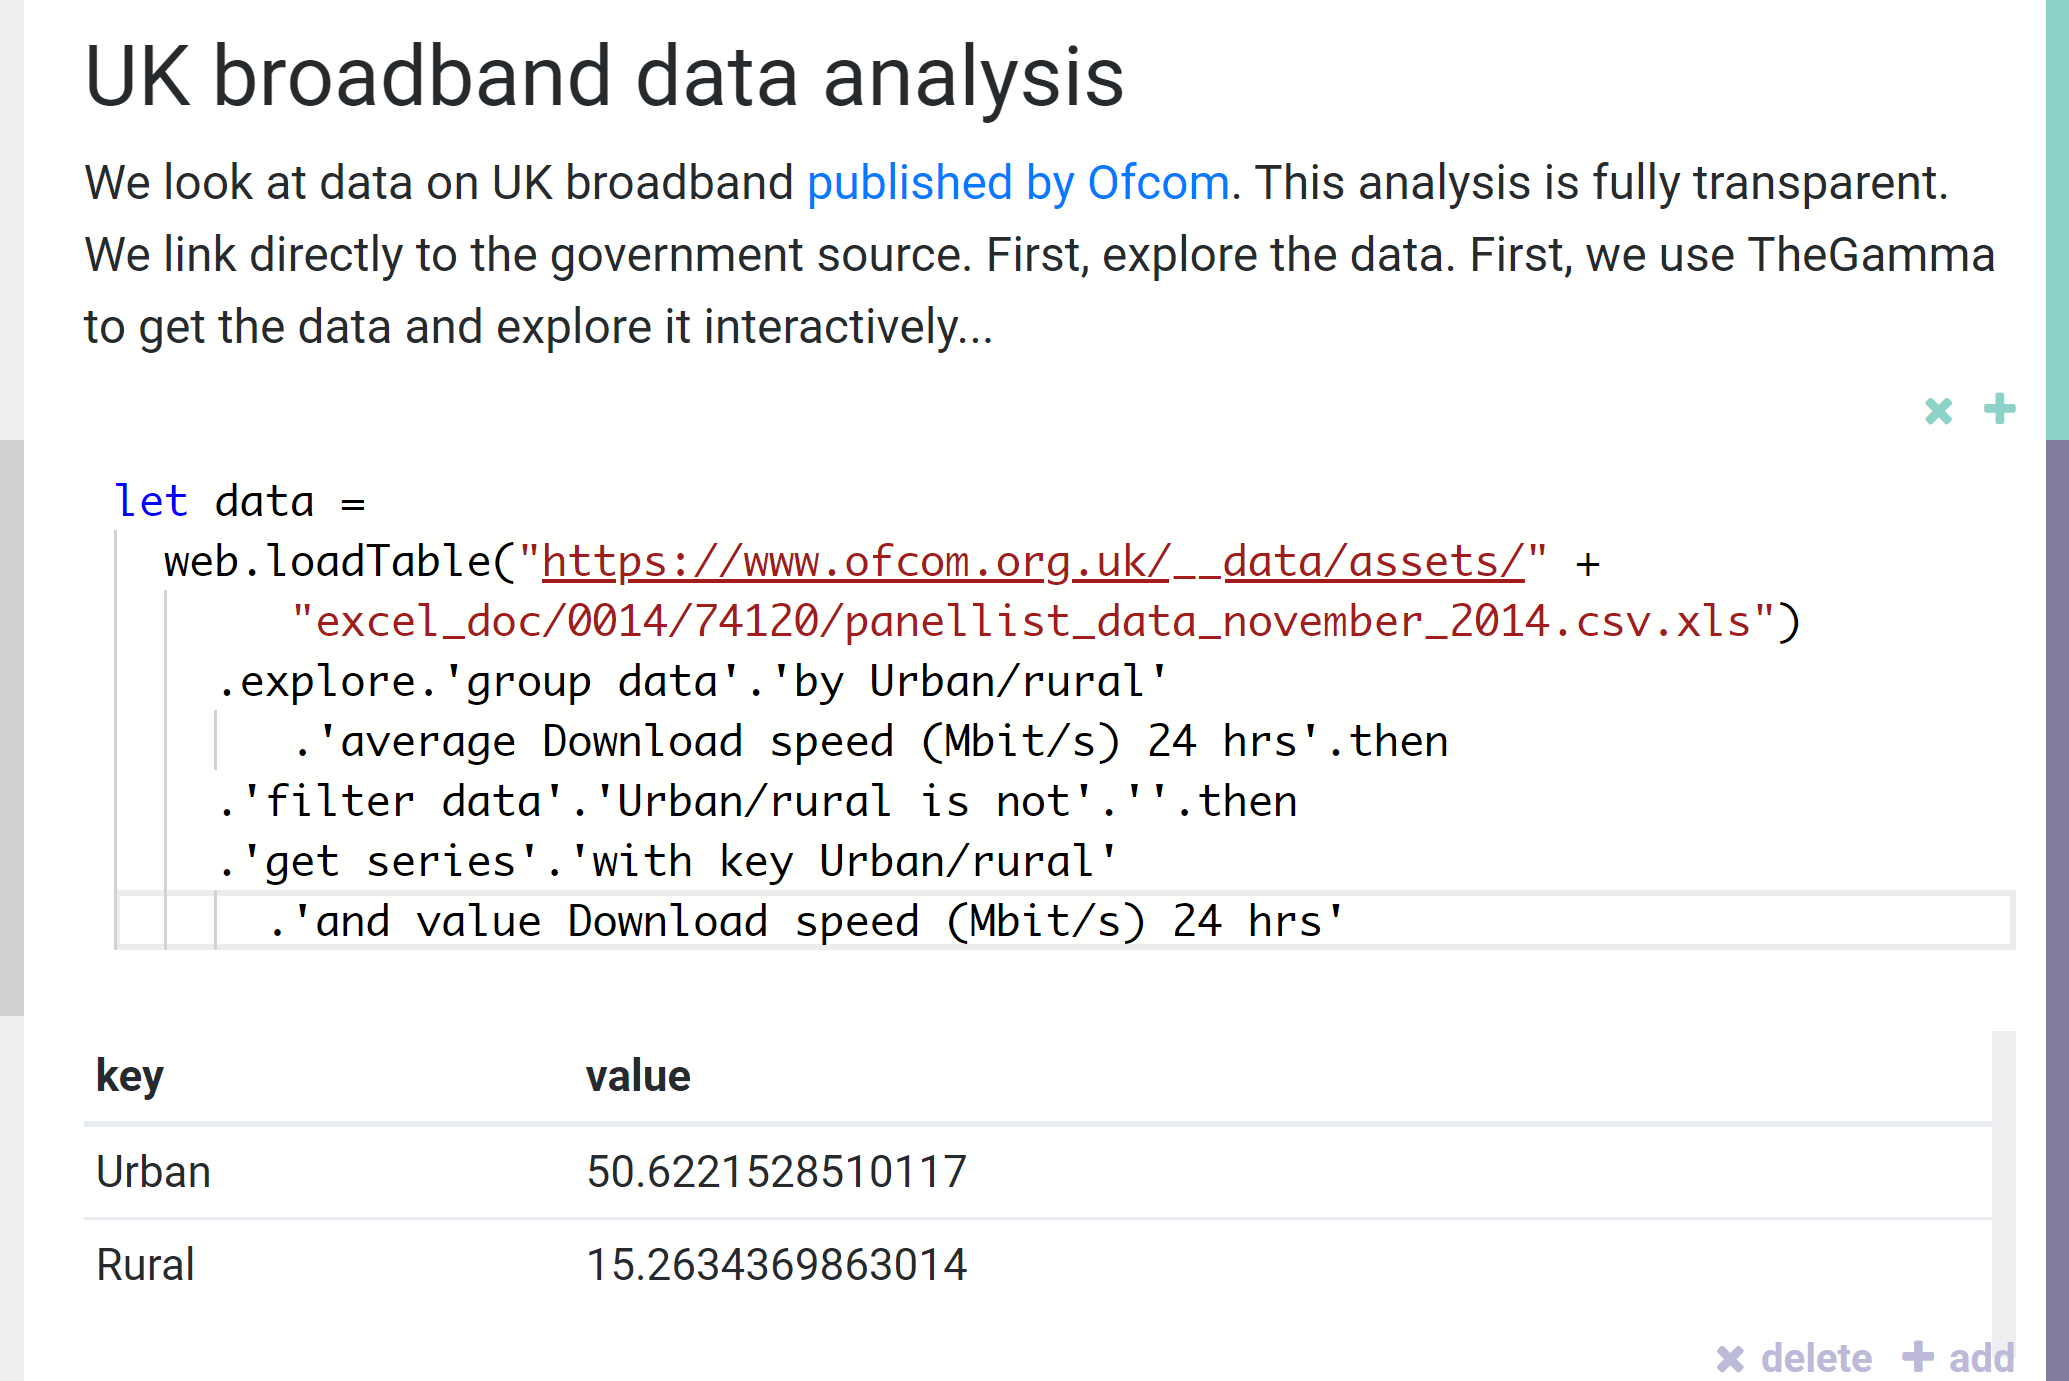 UK broadband data analysis
We look at data on UK broadband published by Ofcom. This analysis is fully transparent.
We link directly to the government source. First, explore the data. First, we use TheGamma
to get the data and explore it interactively...
let data =
web.loadTable("https://www.ofcom.org.uk/__data/assets/" +
"excel_doc/0014/74120/panellist_data_november_2014.csv.xls")
.explore.'group data'.'by Urban/rural'
.'average Download speed (Mbit/s) 24 hrs'.then
.'filter data'.'Urban/rural is not'.''.then
.'get series'.'with key Urban/rural'
.'and value Download speed (Mbit/s) 24 hrs'
key value
Urban 50.6221528510117
Rural 15.2634369863014
delete add